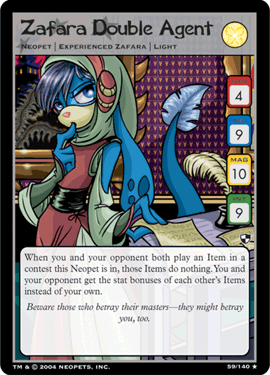 Zafara Double Agent
Neopet | Experienced Zafara | Light
4
9
MAG
10
INT
9
When you and your opponent both play an Item in a
contest this Neopet is in, those Items do nothing. You and
your opponent get the stat bonuses of each other's Items
instead of your own.
Beware those who betray their masters—they might betray
you, too.
TM & © 2004 NEOPETS, INC.
59/140 ★